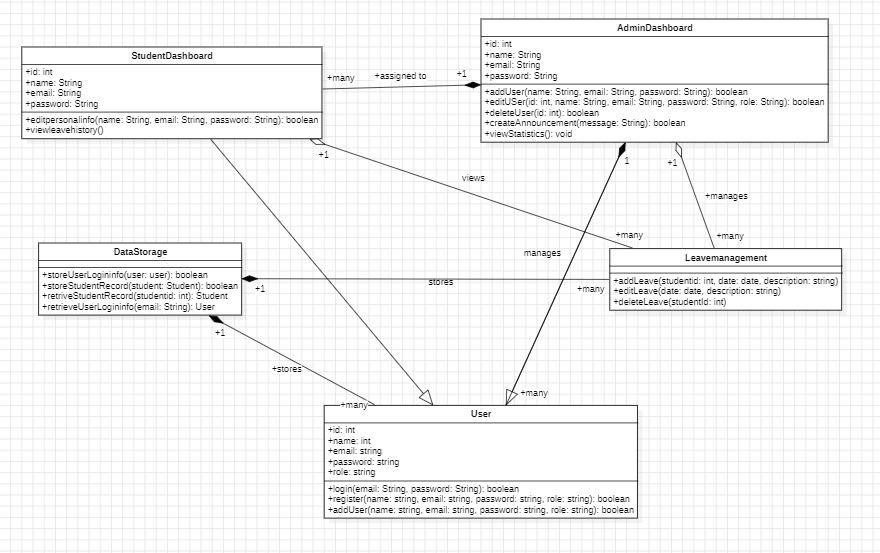 AdminDashboard
+id: int
+name: String
+email: String
+password: String
+addUser(name: String, email: String, password: String): boolean
+editUSer(id: int, name: String, email: String, password: String, role: String): boolean
+deleteUser(id: int): boolean
+createAnnouncement(message: String): boolean
+viewStatistics(): void
StudentDashboard
+id: int
+name: String
+email: String
+password: String
+editpersonalinfo(name: String, email: String, password: String): boolean
+viewleavehistory()
+many
+assigned to
+1
+1
views
+many
1
manages
+many
+1
+manages
+many
DataStorage
+storeUserLogininfo(user: user): boolean
+storeStudentRecord(student: Student): boolean
+retriveStudentRecord(studentid: int): Student
+retrieveUserLogininfo(email: String): User
+1
stores
+many
Leavemanagement
+addLeave(studentid: int, date: date, description: string)
+editLeave(date: date, description: string)
+deleteLeave(studentId: int)
+1
+stores
+many
User
+id: int
+name: int
+email: string
+password: string
+role: string
+login(email: String, password: String): boolean
+register(name: string, email: string, password: string, role: string): boolean
+addUser(name: string, email: string, password: string, role: string): boolean